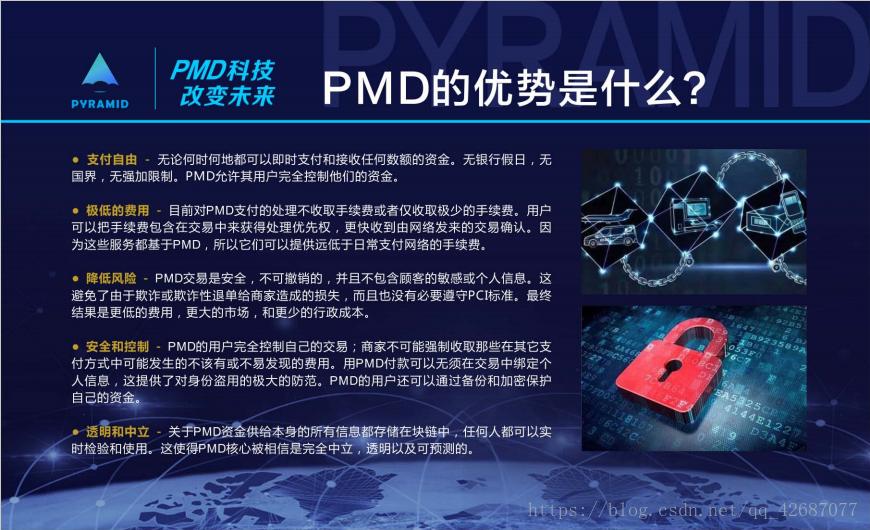 PYRAMID
PYRAMID
PMD科技
改变未来
PMD的优势是什么?
● 支付自由 - 无论何时何地都可以即时支付和接收任何数额的资金。无银行假日，无
国界，无强加限制。PMD允许其用户完全控制他们的资金。
● 极低的费用 - 目前对PMD支付的处理不收取手续费或者仅收取极少的手续费。用户
可以把手续费包含在交易中来获得处理优先权，更快收到由网络发来的交易确认。因
为这些服务都基于PMD，所以它们可以提供远低于日常支付网络的手续费。
● 降低风险 - PMD交易是安全，不可撤销的，并且不包含顾客的敏感或个人信息。这
避免了由于欺诈或欺诈性退单给商家造成的损失，而且也没有必要遵守PCI标准。最终
结果是更低的费用，更大的市场，和更少的行政成本。
● 安全和控制 - PMD的用户完全控制自己的交易；商家不可能强制收取那些在其它支
付方式中可能发生的不该有或不易发现的费用。用PMD付款可以无须在交易中绑定个
人信息，这提供了对身份盗用的极大的防范。PMD的用户还可以通过备份和加密保护
自己的资金。
● 透明和中立 - 关于PMD资金供给本身的所有信息都存储在块链中，任何人都可以实
时检验和使用。这使得PMD核心被相信是完全中立，透明以及可预测的。
https://blog.csdn.net/qq_42687077